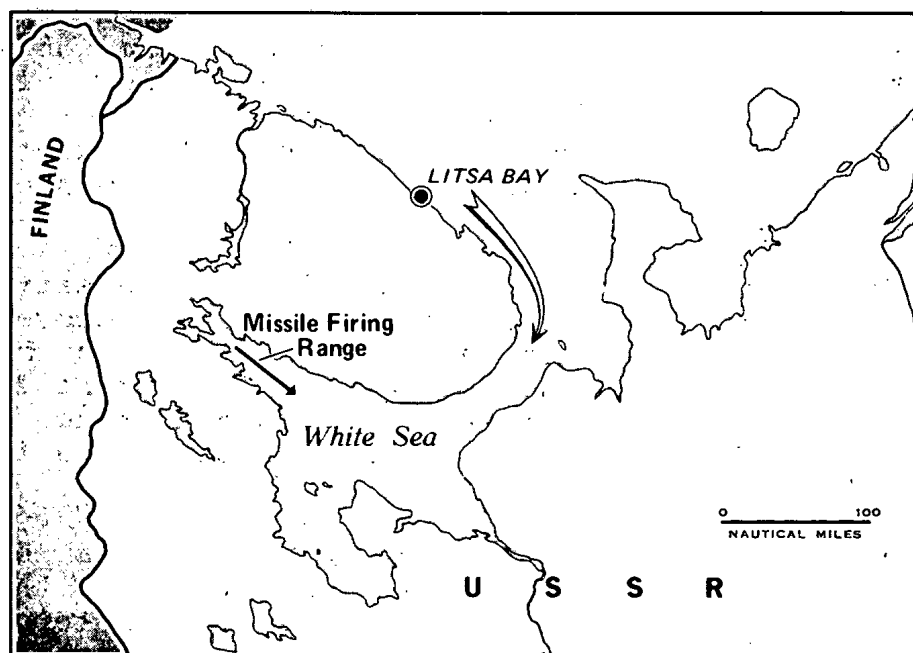 FINLAND
LITSA BAY
Missile Firing
Range
White Sea
0 100
NAUTICAL MILES
U S S R